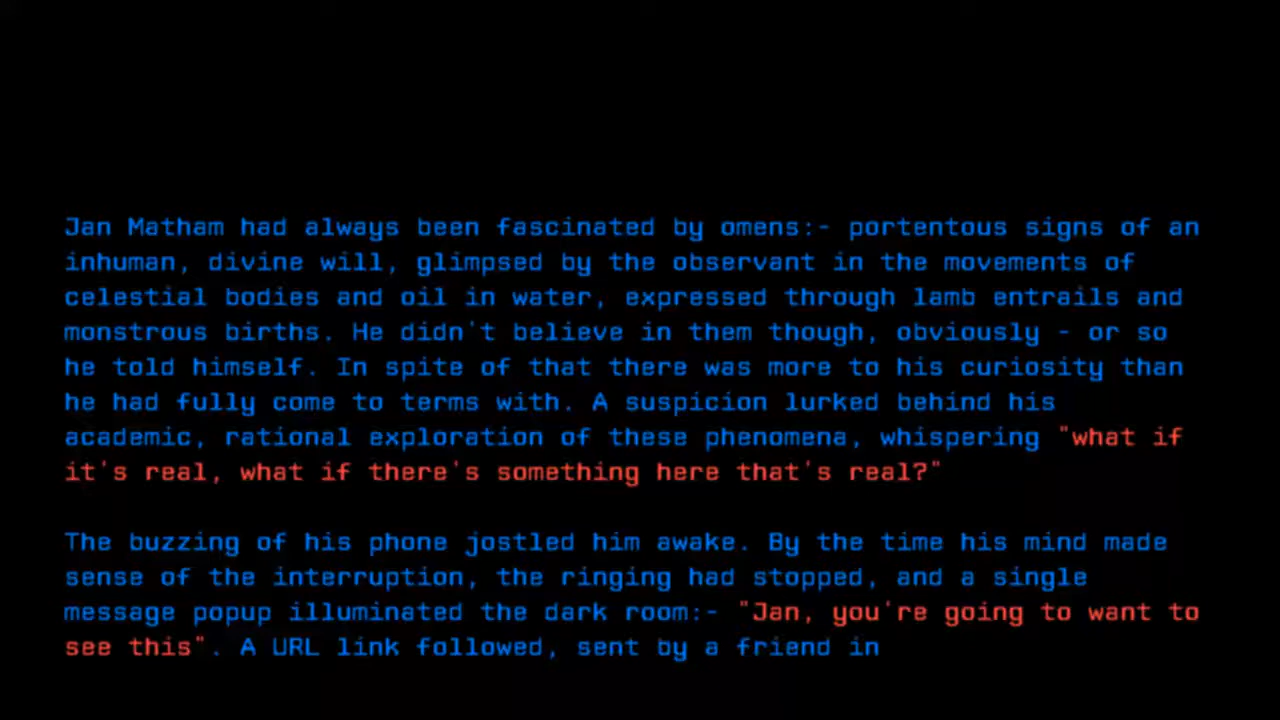 Jan Matham had always been fascinated by omens:- portentous signs of an
inhuman, divine will, glimpsed by the observant in the movements of
celestial bodies and oil in water, expressed through lamb entrails and
monstrous births. He didn't believe in them though, obviously - or so
he told himself. In spite of that there was more to his curiosity than
he had fully come to terms with. A suspicion lurked behind his
academic, rational exploration of these phenomena, whispering "what if
it's real, what if there's something here that's real?"
The buzzing of his phone jostled him awake. By the time his mind made
sense of the interruption, the ringing had stopped, and a single
message popup illuminated the dark room:- "Jan, you're going to want to
see this". A URL link followed, sent by a friend in